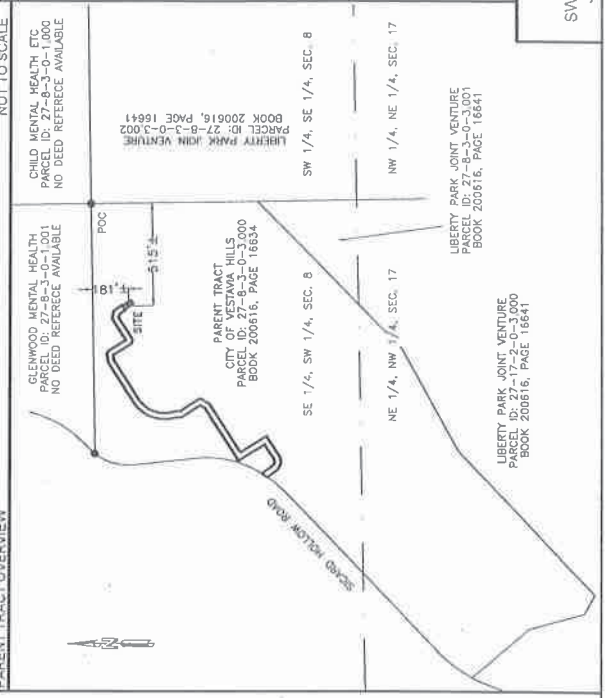 PARENT TRACT OVERVIEW
NOT TO SCALE
GLENWOOD MENTAL HEALTH
PARCEL ID: 27-8-3-0-1.001
NO DEED REFERECE AVAILABLE
CHILD MENTAL HEALTH ETC
PARCEL ID: 27-8-3-0-1.000
NO DEED REFERECE AVAILABLE
POC
181'±
515'±
SITE
LIBERTY PARK JOIN VENTURE
PARCEL ID: 27-8-3-0-3.002
BOOK 200616, PAGE 16641
PARENT TRACT
CITY OF VESTAVIA HILLS
PARCEL ID: 27-8-3-0-3.000
BOOK 200616, PAGE 16634
SE 1/4, SW 1/4, SEC. 8
SW 1/4, SE 1/4, SEC. 8
NE 1/4, NW 1/4, SEC. 17
NW 1/4, NE 1/4, SEC. 17
SICARD HOLLOW ROAD
LIBERTY PARK JOINT VENTURE
PARCEL ID: 27-8-3-0-3.001
BOOK 200616, PAGE 16641
LIBERTY PARK JOINT VENTURE
PARCEL ID: 27-17-2-0-3.000
BOOK 200616, PAGE 16641
SW